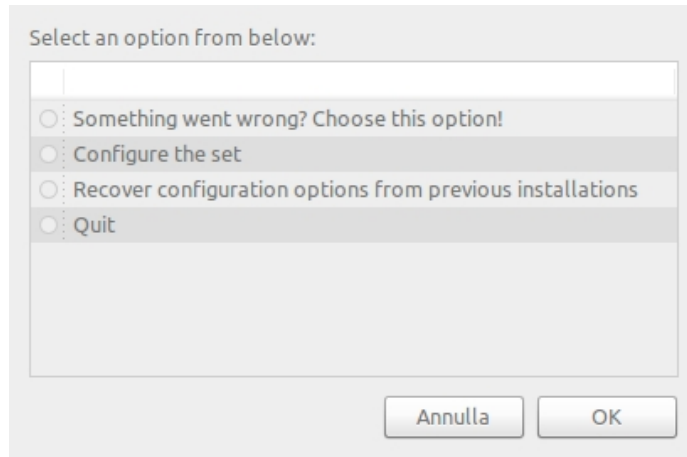 Select an option from below:
Something went wrong? Choose this option!
Configure the set
Recover configuration options from previous installations
Quit
Annulla OK